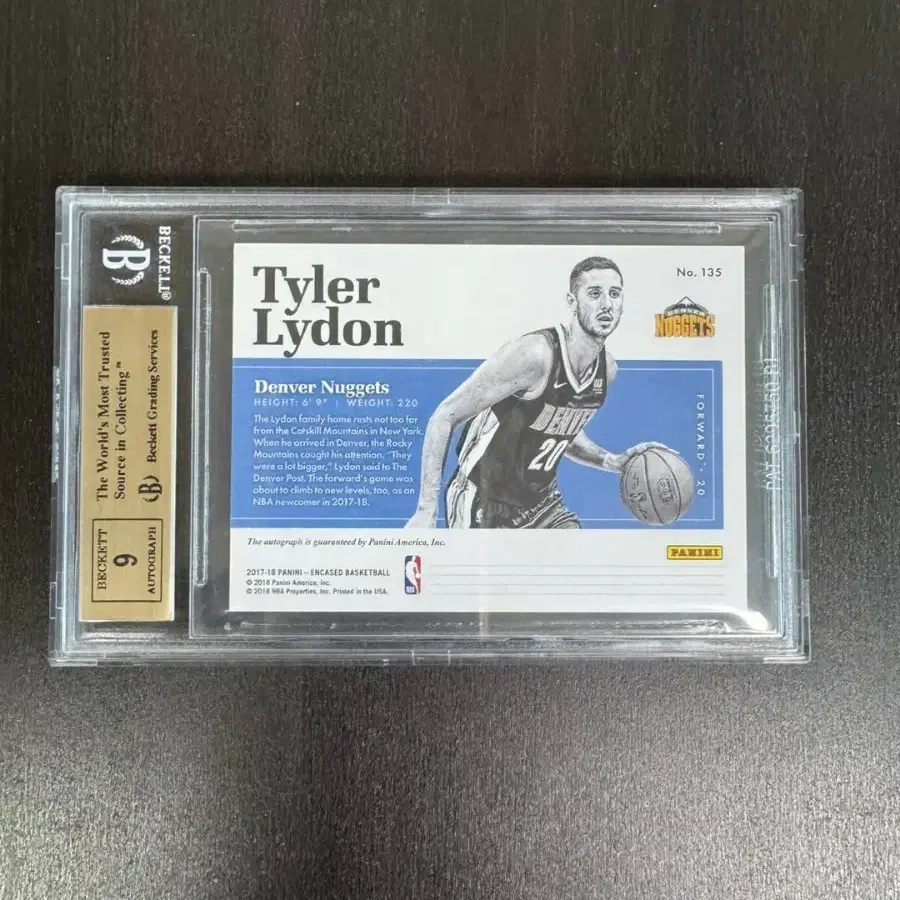 BECKETT®
B
The World's Most Trusted
Source in Collecting™
B Beckett Grading Services
BECKETT
9
AUTOGRAPH
Tyler
Lydon
No. 135
DENVER
NUGGETS
Denver Nuggets
HEIGHT: 6' 9" | WEIGHT: 220
The Lydon family home rests not too far
from the Catskill Mountains in New York.
When he arrived in Denver, the Rocky
Mountains caught his attention. "They
were a lot bigger," Lydon said to The
Denver Post. The forward's game was
about to climb to new levels, too, as an
NBA newcomer in 2017-18.
FORWARD • 20
DENVER
20
The autograph is guaranteed by Panini America, Inc.
PANINI
2017-18 PANINI – ENCASED BASKETBALL
© 2018 Panini America, Inc.
© 2018 NBA Properties, Inc. Printed in the USA.
NBA